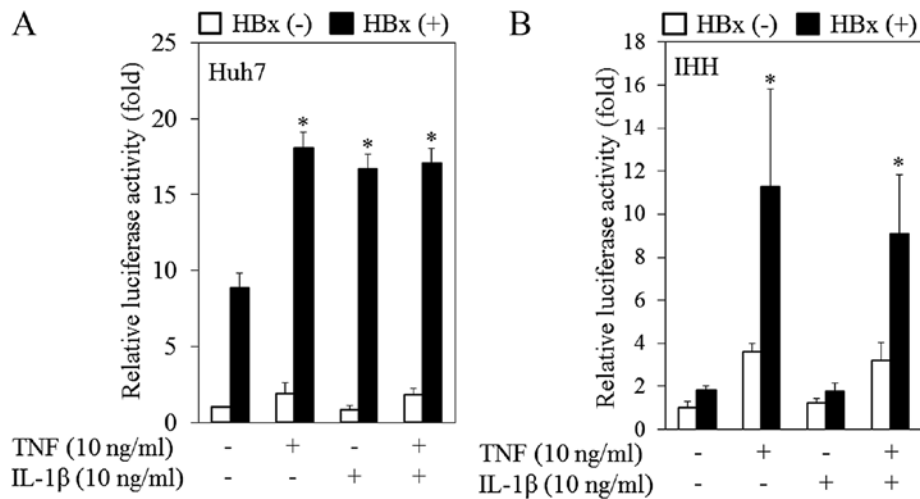 A
HBx (-) HBx (+)
Relative luciferase activity (fold)
25
20
15
10
5
0
Huh7
* * *
TNF (10 ng/ml) - + - +
IL-1β (10 ng/ml) - - + +
B
HBx (-) HBx (+)
Relative luciferase activity (fold)
18
16
14
12
10
8
6
4
2
0
IHH
* *
TNF (10 ng/ml) - + - +
IL-1β (10 ng/ml) - - + +